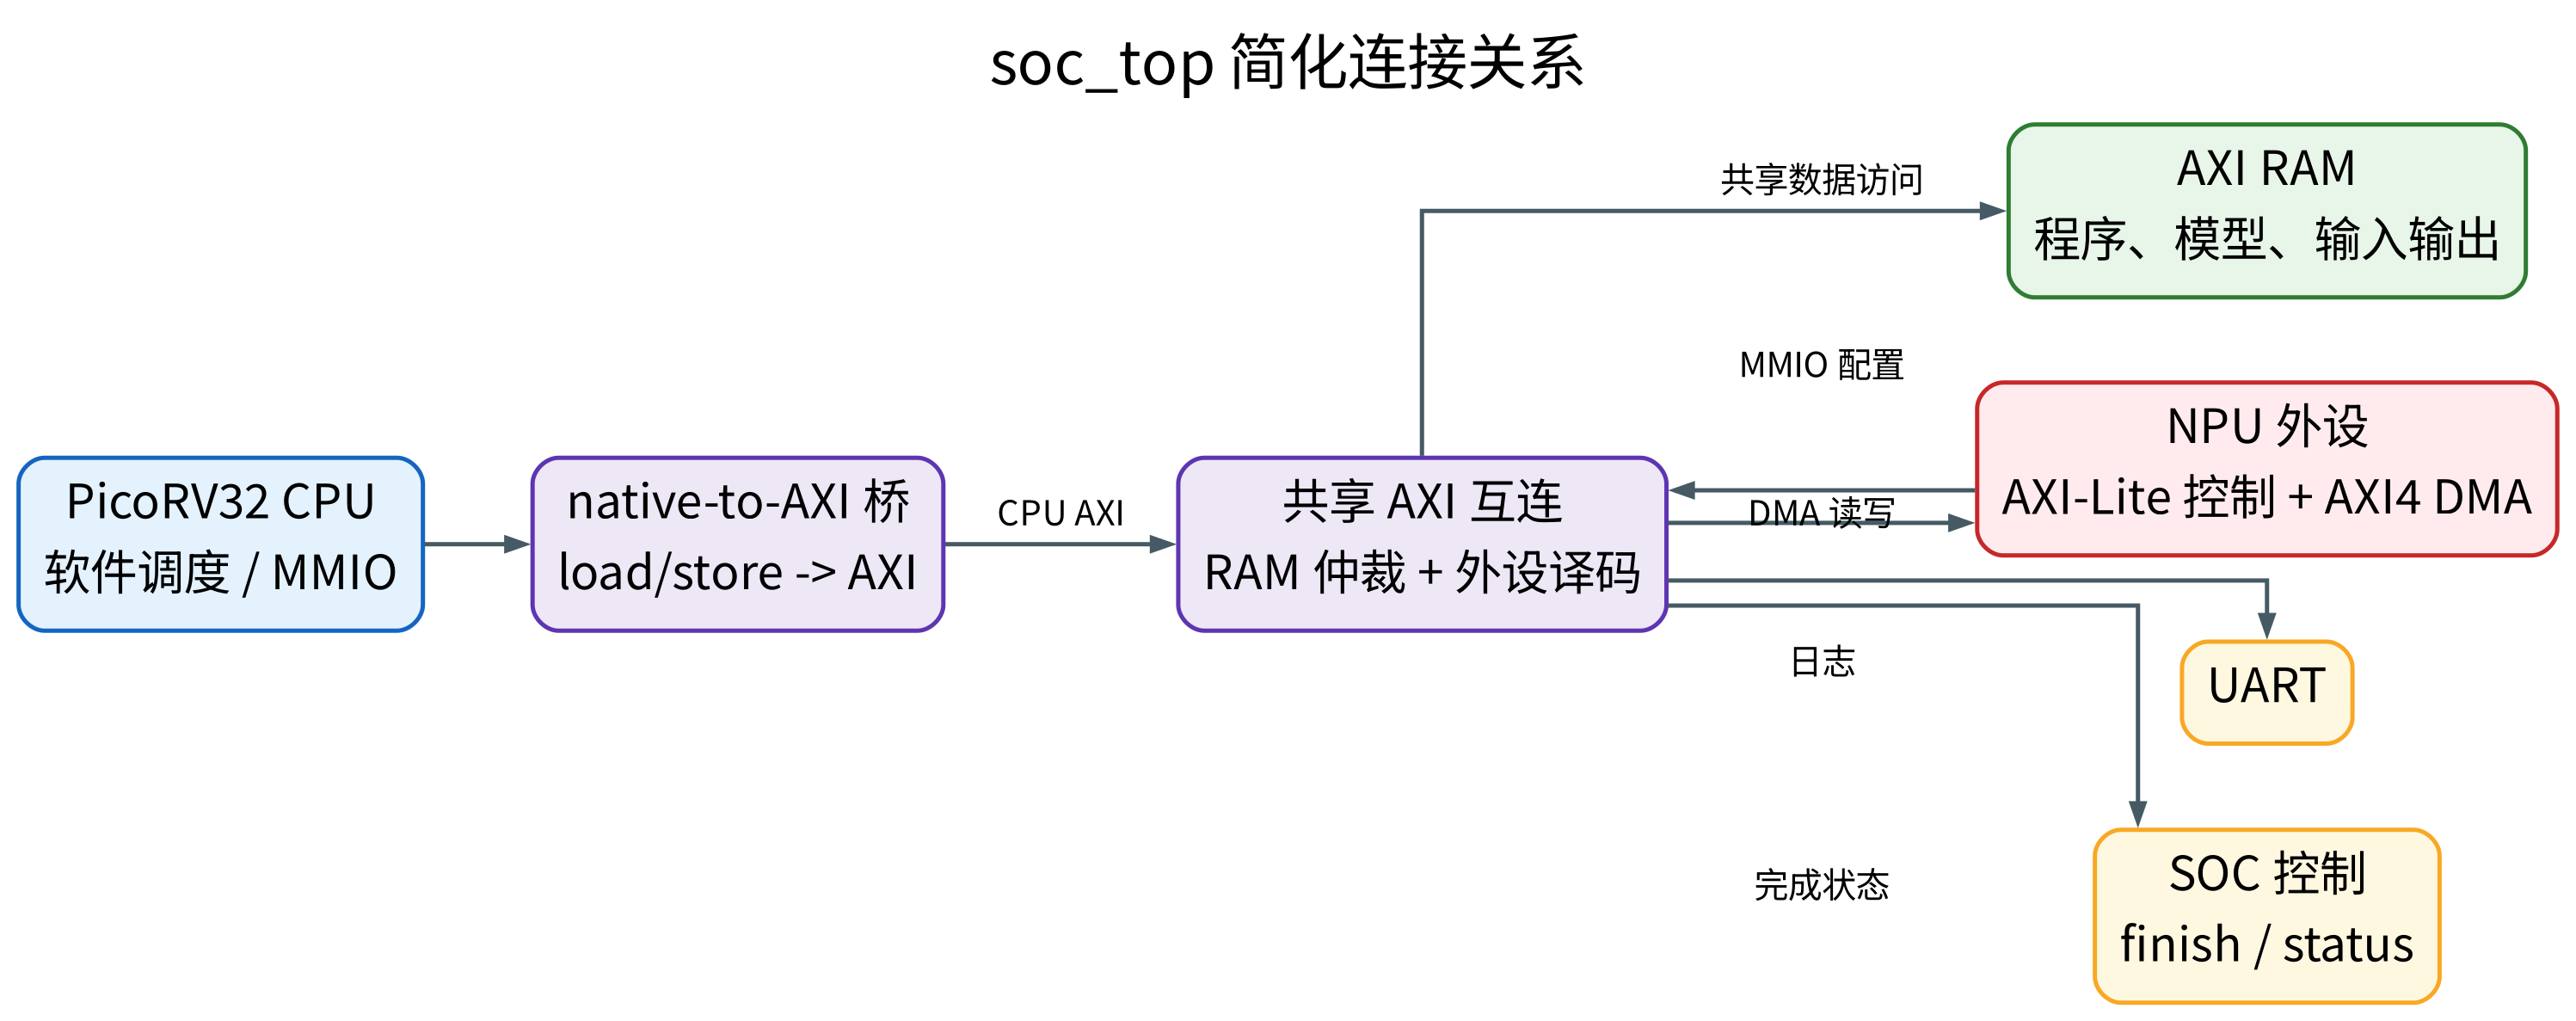 soc_top 简化连接关系
共享数据访问
AXI RAM
程序、模型、输入输出
MMIO 配置
NPU 外设
AXI-Lite 控制 + AXI4 DMA
PicoRV32 CPU
软件调度 / MMIO
native-to-AXI 桥
load/store -> AXI
CPU AXI
共享 AXI 互连
RAM 仲裁 + 外设译码
DMA 读写
日志
UART
完成状态
SOC 控制
finish / status